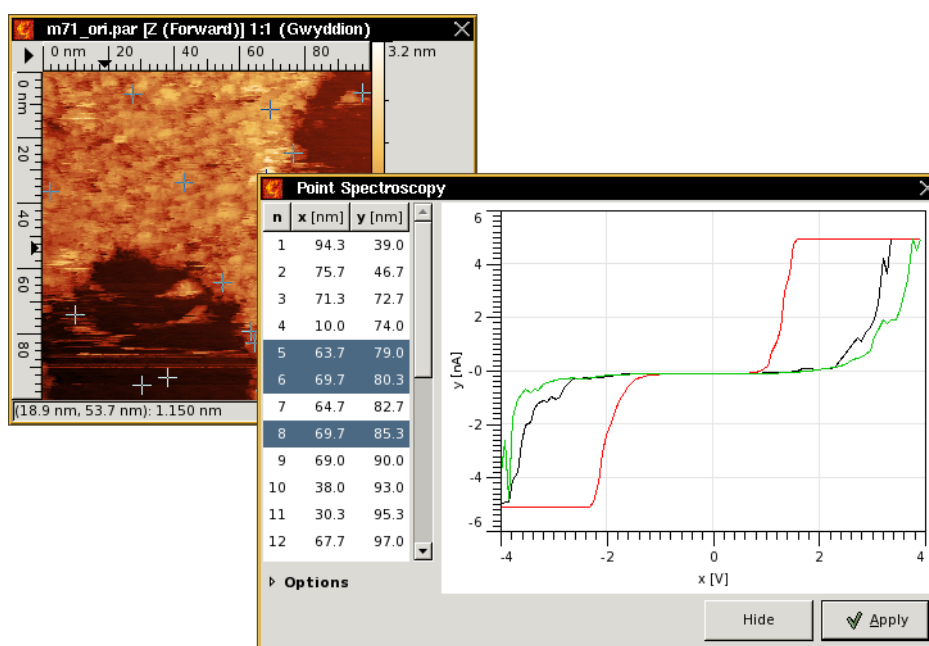 m71_ori.par [Z (Forward)] 1:1 (Gwyddion)
0 nm 20 40 60 80
3.2 nm
0 nm
20
40
60
80
(18.9 nm, 53.7 nm): 1.150 nm
Point Spectroscopy
n x [nm] y [nm]
1 94.3 39.0
2 75.7 46.7
3 71.3 72.7
4 10.0 74.0
5 63.7 79.0
6 69.7 80.3
7 64.7 82.7
8 69.7 85.3
9 69.0 90.0
10 38.0 93.0
11 30.3 95.3
12 67.7 97.0
Options
6
4
2
-0
-2
-4
-6
y [nA]
-4 -2 0 2 4
x [V]
Hide Apply